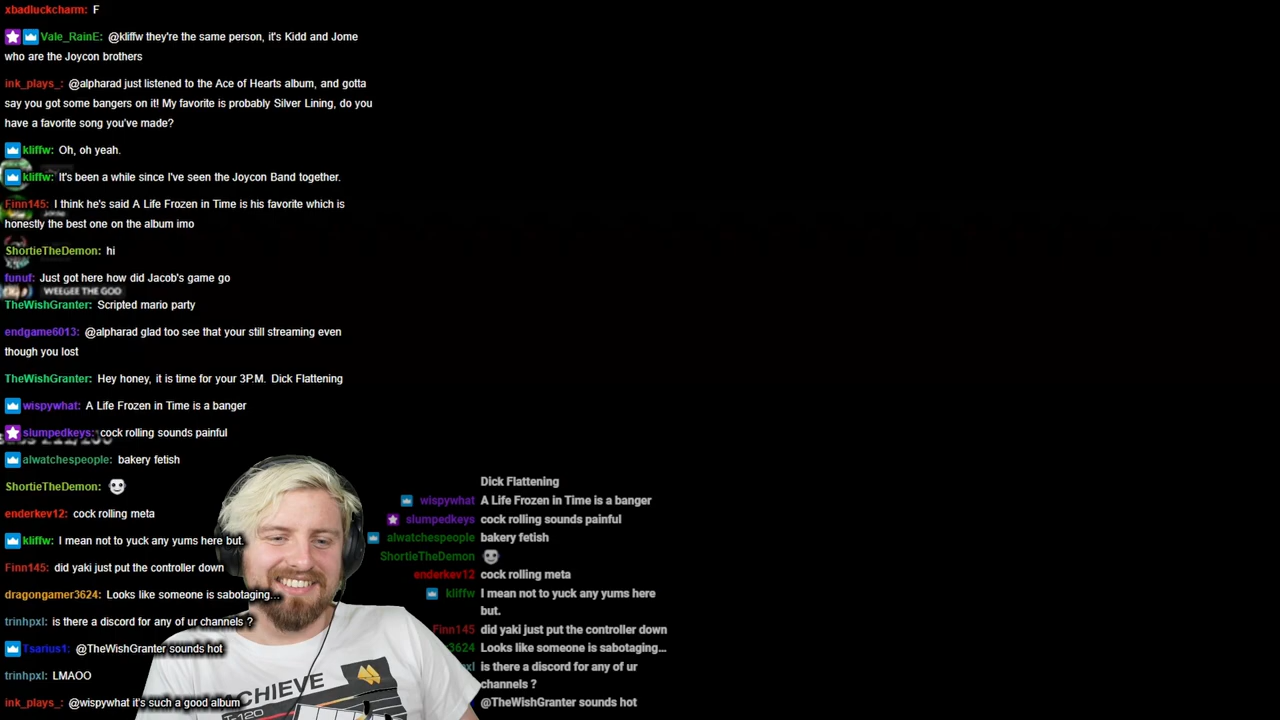 xbadluckcharm: F
Vale_RainE: @kliffw they're the same person, it's Kidd and Jome
who are the Joycon brothers
ink_plays_: @alpharad just listened to the Ace of Hearts album, and gotta
say you got some bangers on it! My favorite is probably Silver Lining, do you
have a favorite song you've made?
kliffw: Oh, oh yeah.
kliffw: It's been a while since I've seen the Joycon Band together.
Finn145: I think he's said A Life Frozen in Time is his favorite which is
honestly the best one on the album imo
ShortieTheDemon: hi
funuf: Just got here how did Jacob's game go
WEEGEE THE GOD
TheWishGranter: Scripted mario party
endgame6013: @alpharad glad too see that your still streaming even
though you lost
TheWishGranter: Hey honey, it is time for your 3P.M. Dick Flattening
wispywhat: A Life Frozen in Time is a banger
slumpedkeys: cock rolling sounds painful
alwatchespeople: bakery fetish
ShortieTheDemon:
enderkev12: cock rolling meta
kliffw: I mean not to yuck any yums here but.
Finn145: did yaki just put the controller down
dragongamer3624: Looks like someone is sabotaging...
trinhpxl: is there a discord for any of ur channels ?
Tsarius1: @TheWishGranter sounds hot
trinhpxl: LMAOO
ink_plays_: @wispywhat it's such a good album
Dick Flattening
wispywhat A Life Frozen in Time is a banger
slumpedkeys cock rolling sounds painful
alwatchespeople bakery fetish
ShortieTheDemon
enderkev12 cock rolling meta
kliffw I mean not to yuck any yums here
but.
Finn145 did yaki just put the controller down
3624 Looks like someone is sabotaging...
xl is there a discord for any of ur
channels ?
@TheWishGranter sounds hot
ACHIEVE
T-120